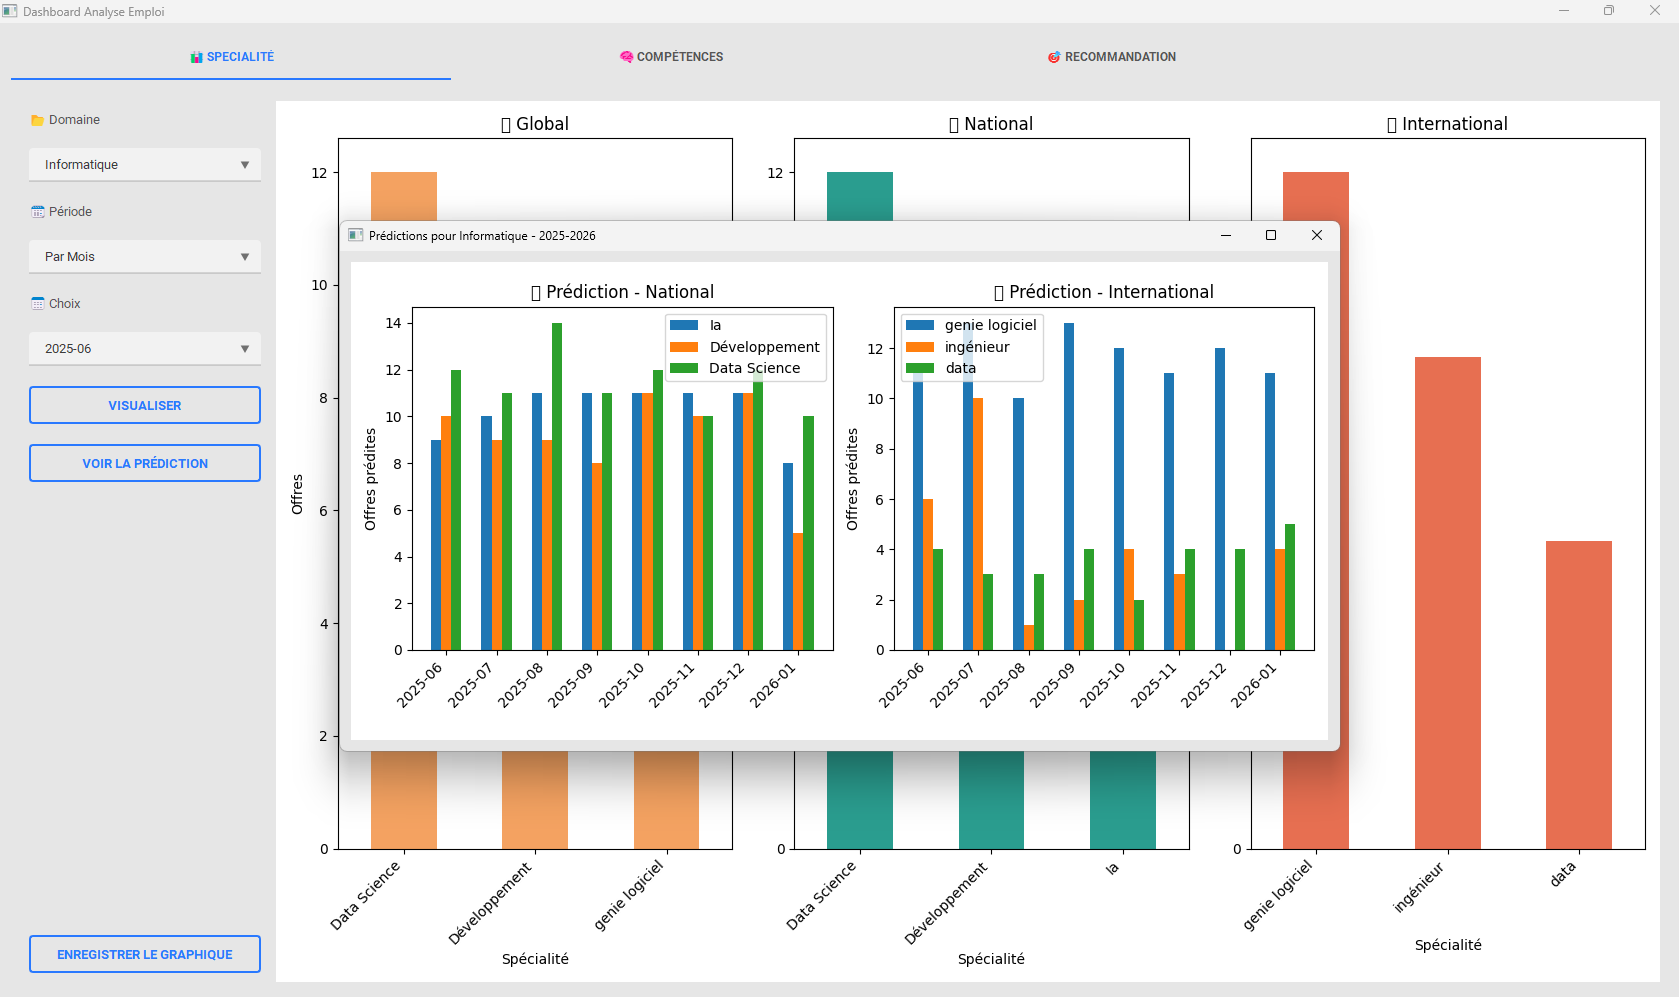 Dashboard Analyse Emploi
SPECIALITÉ
COMPÉTENCES
RECOMMANDATION
Domaine
Informatique
Période
Par Mois
Choix
2025-06
VISUALISER
VOIR LA PRÉDICTION
ENREGISTRER LE GRAPHIQUE
Global
12
10
8
6
4
2
0
Offres
Data Science
Développement
genie logiciel
Spécialité
National
12
0
Data Science
Développement
Ia
Spécialité
International
0
genie logiciel
ingénieur
data
Spécialité
Prédictions pour Informatique - 2025-2026
Prédiction - National
Ia
Développement
Data Science
14
12
10
8
6
4
2
0
Offres prédites
2025-06
2025-07
2025-08
2025-09
2025-10
2025-11
2025-12
2026-01
Prédiction - International
genie logiciel
ingénieur
data
12
10
8
6
4
2
0
Offres prédites
2025-06
2025-07
2025-08
2025-09
2025-10
2025-11
2025-12
2026-01